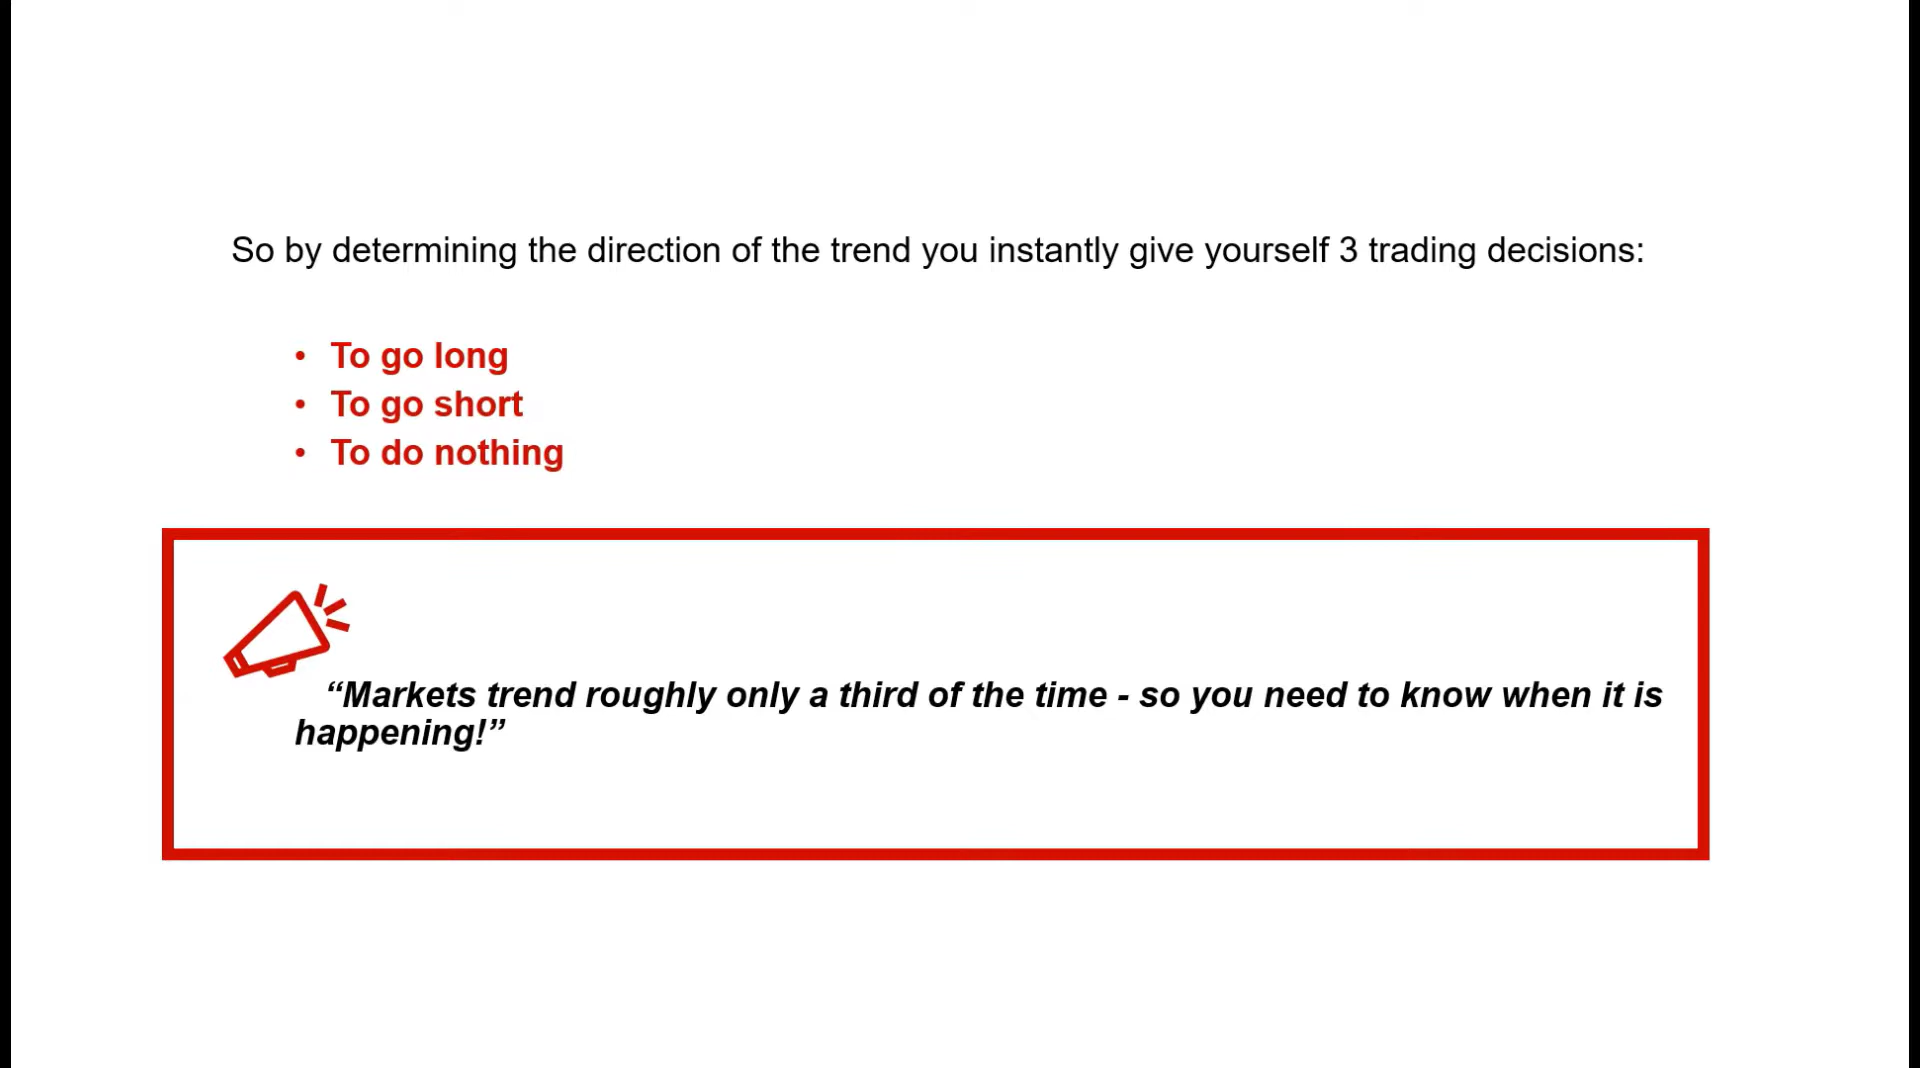 So by determining the direction of the trend you instantly give yourself 3 trading decisions:
• To go long
• To go short
• To do nothing
“Markets trend roughly only a third of the time - so you need to know when it is
happening!”